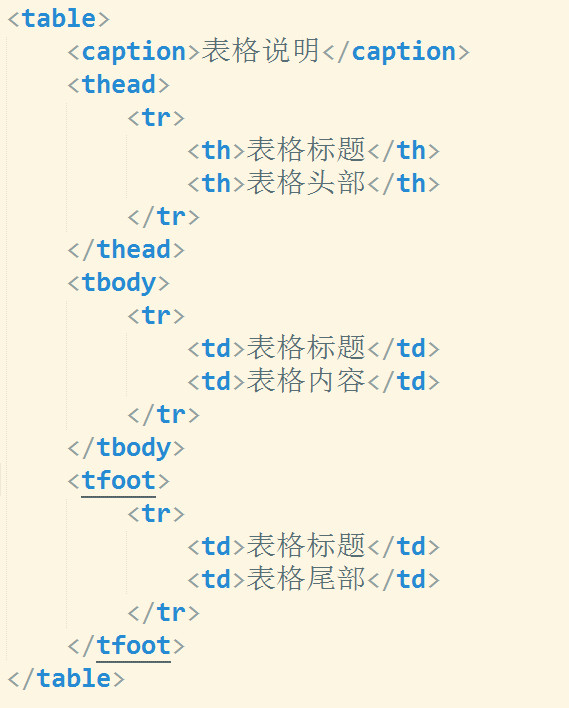 <table>
<caption>表格说明</caption>
<thead>
<tr>
<th>表格标题</th>
<th>表格头部</th>
</tr>
</thead>
<tbody>
<tr>
<td>表格标题</td>
<td>表格内容</td>
</tr>
</tbody>
<tfoot>
<tr>
<td>表格标题</td>
<td>表格尾部</td>
</tr>
</tfoot>
</table>